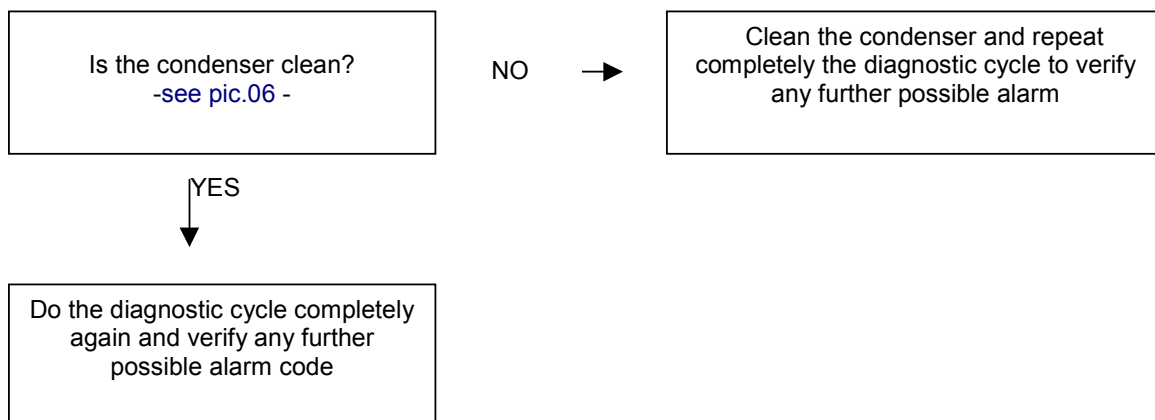 Is the condenser clean?
-see pic.06 -
NO
Clean the condenser and repeat
completely the diagnostic cycle to verify
any further possible alarm
YES
Do the diagnostic cycle completely
again and verify any further
possible alarm code